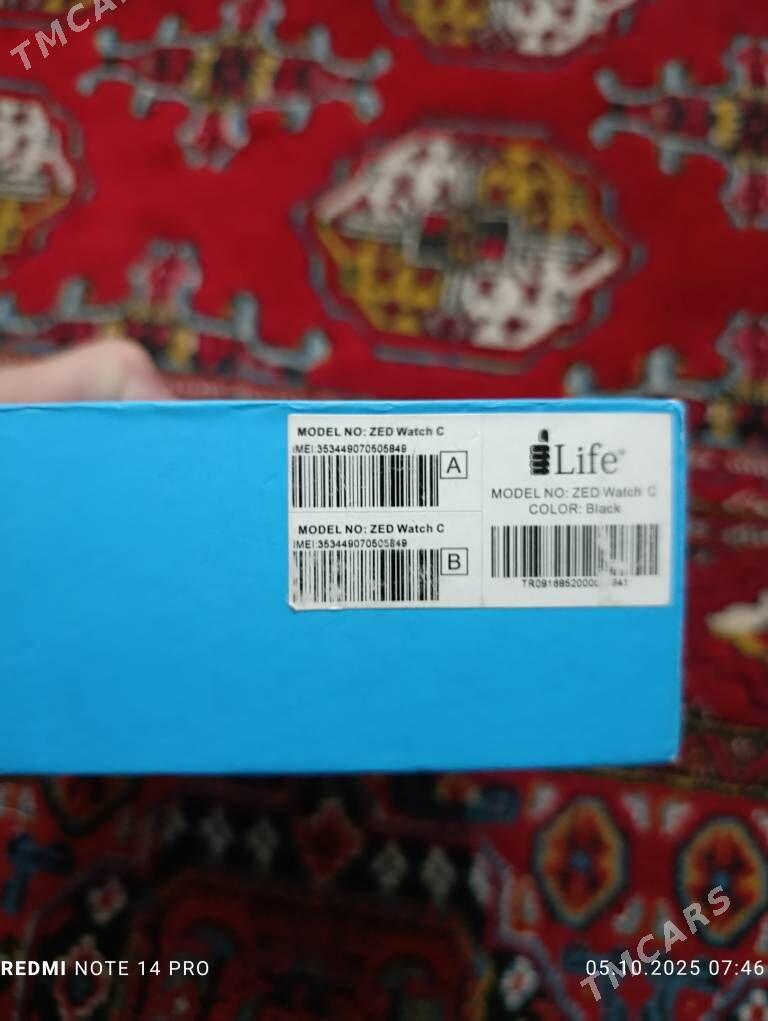 TMCARS
MODEL NO: ZED Watch C
IMEI:353449070505849
A
MODEL NO: ZED Watch C
IMEI:353449070505849
B
iLife
MODEL NO: ZED Watch C
COLOR: Black
REDMI NOTE 14 PRO
05.10.2025 07:46
TMCARS